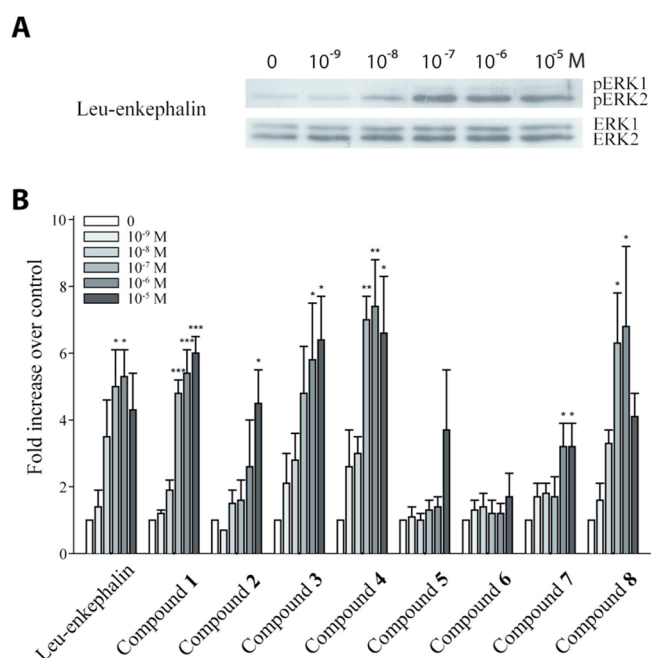 A
0 10⁻⁹ 10⁻⁸ 10⁻⁷ 10⁻⁶ 10⁻⁵ M
Leu-enkephalin
pERK1
pERK2
ERK1
ERK2
B
Fold increase over control
10
8
6
4
2
0
0
10⁻⁹ M
10⁻⁸ M
10⁻⁷ M
10⁻⁶ M
10⁻⁵ M
* * *** *** *** * * * ** ** * * * * *
Leu-enkephalin
Compound 1
Compound 2
Compound 3
Compound 4
Compound 5
Compound 6
Compound 7
Compound 8